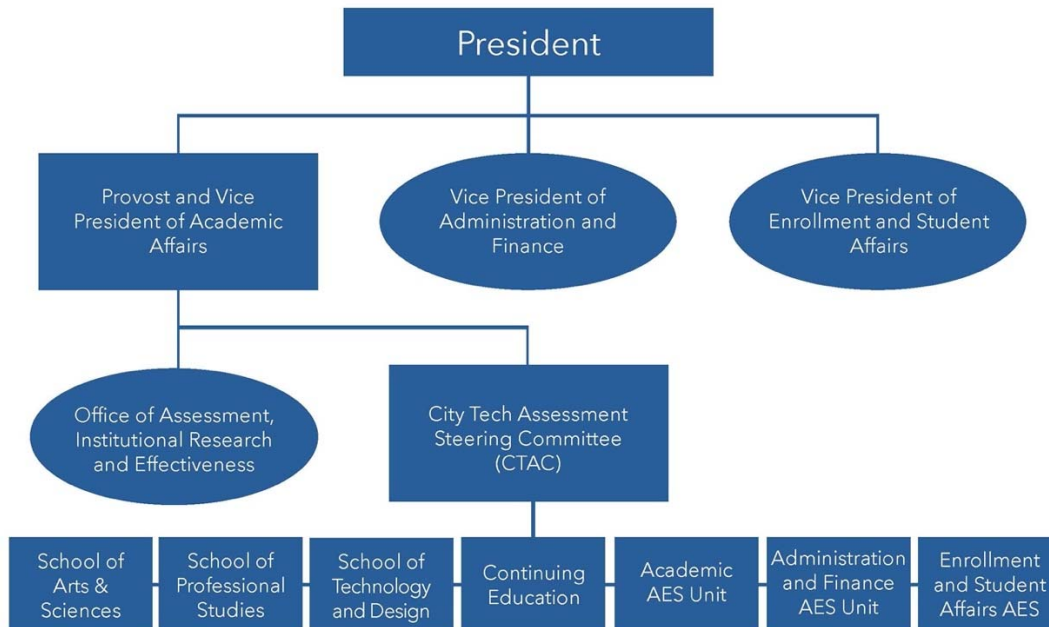 President
Provost and Vice
President of Academic
Affairs
Vice President of
Administration and
Finance
Vice President of
Enrollment and Student
Affairs
Office of Assessment,
Institutional Research
and Effectiveness
City Tech Assessment
Steering Committee
(CTAC)
School of
Arts &
Sciences
School of
Professional
Studies
School of
Technology
and Design
Continuing
Education
Academic
AES Unit
Administration
and Finance
AES Unit
Enrollment
and Student
Affairs AES